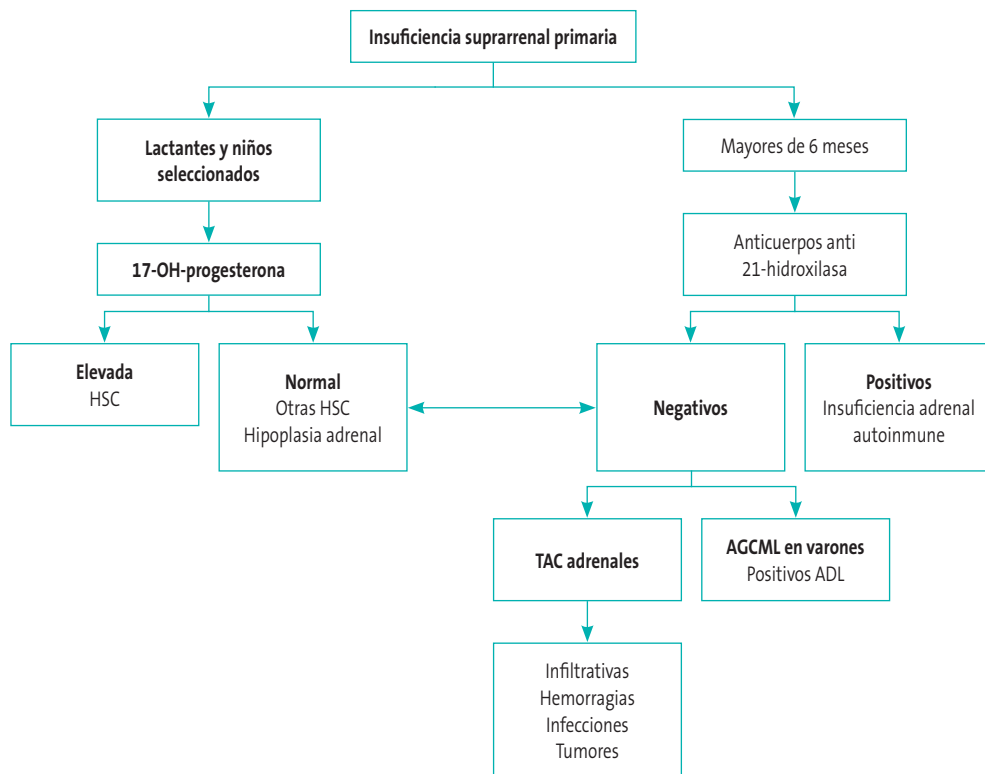 Insuficiencia suprarrenal primaria
Lactantes y niños
seleccionados
Mayores de 6 meses
17-OH-progesterona
Anticuerpos anti
21-hidroxilasa
Elevada
HSC
Normal
Otras HSC
Hipoplasia adrenal
Negativos
Positivos
Insuficiencia adrenal
autoinmune
TAC adrenales
AGCML en varones
Positivos ADL
Infiltrativas
Hemorragias
Infecciones
Tumores